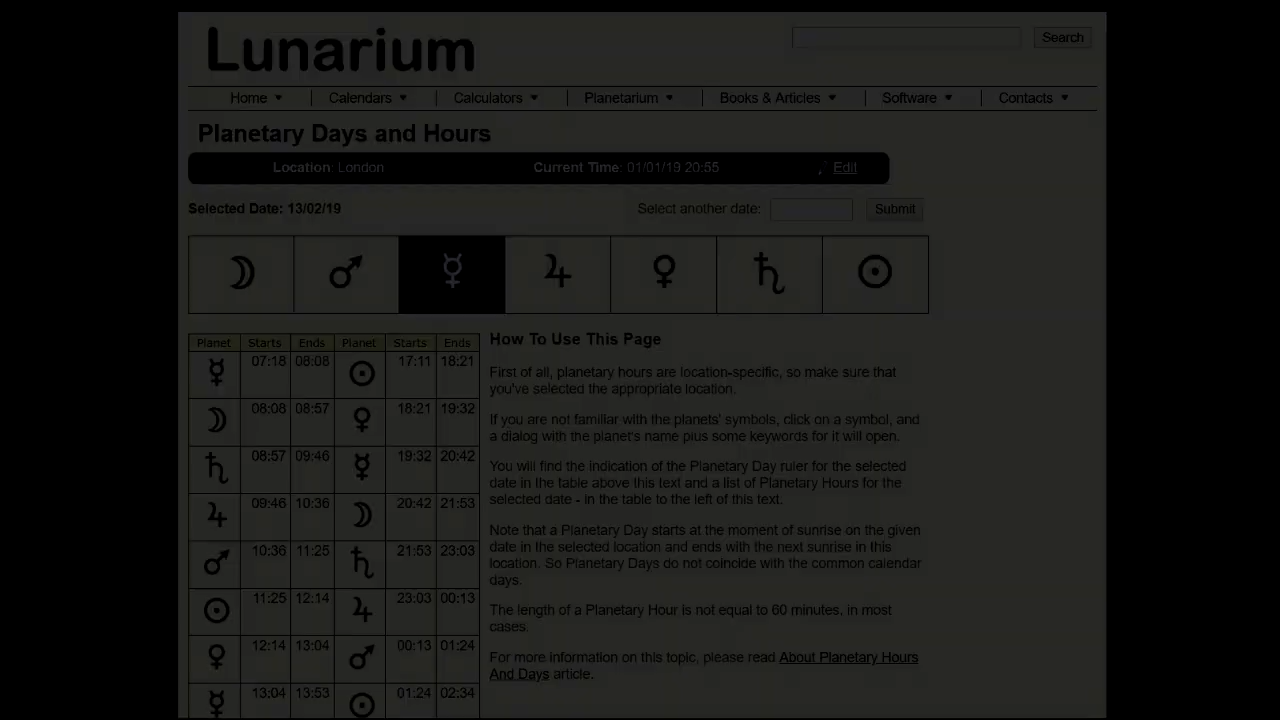 Lunarium
Search
Home Calendars Calculators Planetarium Books & Articles Software Contacts
Planetary Days and Hours
Location: London Current Time: 01/01/19 20:55 Edit
Selected Date: 13/02/19 Select another date: Submit
☽ ♂ ☿ ♃ ♀ ♄ ☉
Planet Starts Ends Planet Starts Ends
☿ 07:18 08:08 ☉ 17:11 18:21
☽ 08:08 08:57 ♀ 18:21 19:32
♄ 08:57 09:46 ☿ 19:32 20:42
♃ 09:46 10:36 ☽ 20:42 21:53
♂ 10:36 11:25 ♄ 21:53 23:03
☉ 11:25 12:14 ♃ 23:03 00:13
♀ 12:14 13:04 ♂ 00:13 01:24
☿ 13:04 13:53 ☉ 01:24 02:34
How To Use This Page
First of all, planetary hours are location-specific, so make sure that
you've selected the appropriate location.
If you are not familiar with the planets' symbols, click on a symbol, and
a dialog with the planet's name plus some keywords for it will open.
You will find the indication of the Planetary Day ruler for the selected
date in the table above this text and a list of Planetary Hours for the
selected date - in the table to the left of this text.
Note that a Planetary Day starts at the moment of sunrise on the given
date in the selected location and ends with the next sunrise in this
location. So Planetary Days do not coincide with the common calendar
days.
The length of a Planetary Hour is not equal to 60 minutes, in most
cases.
For more information on this topic, please read About Planetary Hours
And Days article.